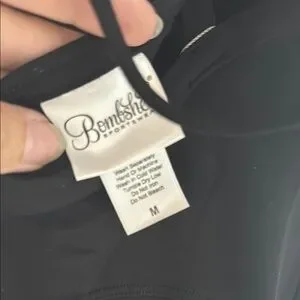 Bombshe
SPORTSWEA
Wash Separately
Hand Or Machine
Wash in Cold Water
Tumble Dry Low
Do Not Iron
Do Not Bleach
M